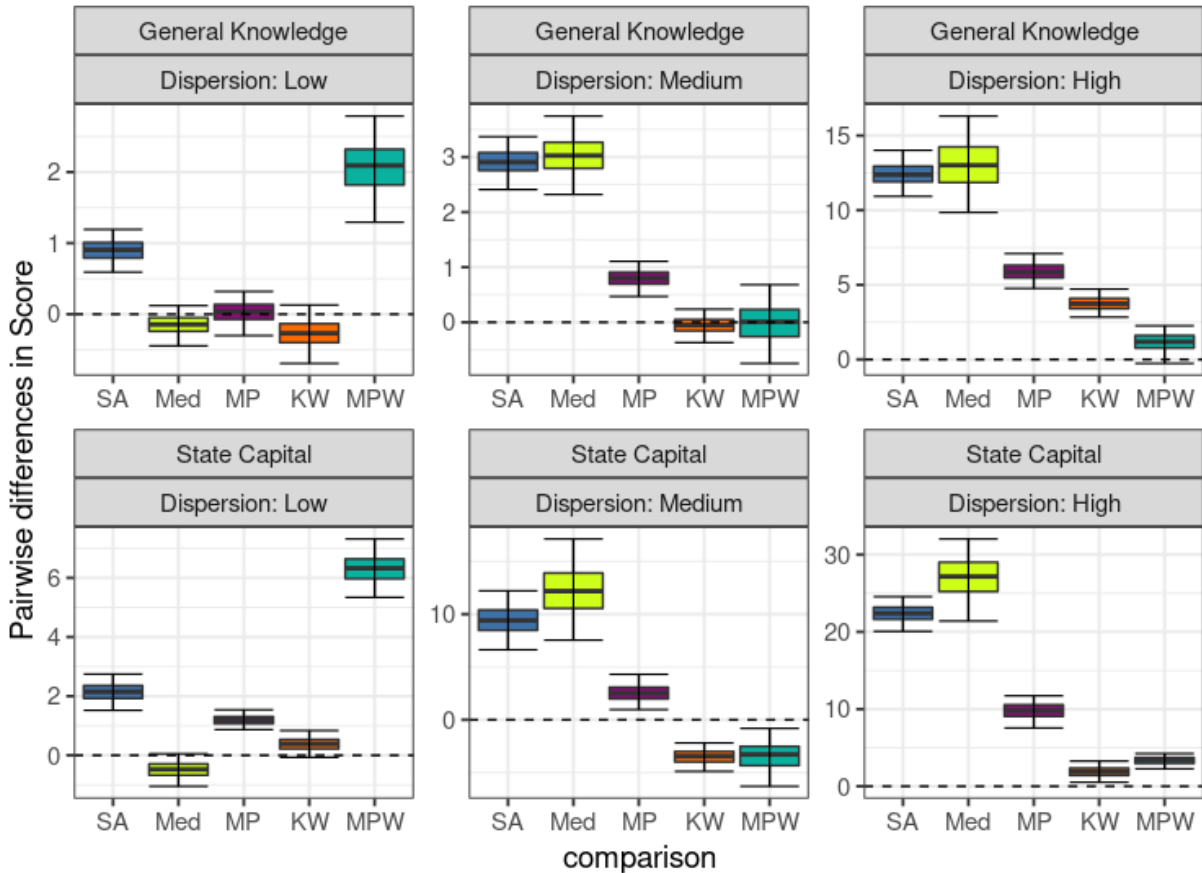 General Knowledge
General Knowledge
General Knowledge
Dispersion: Low
Dispersion: Medium
Dispersion: High
2
1
0
3
2
1
0
15
10
5
0
SA Med MP KW MPW
SA Med MP KW MPW
SA Med MP KW MPW
Pairwise differences in Score
State Capital
State Capital
State Capital
Dispersion: Low
Dispersion: Medium
Dispersion: High
6
4
2
0
10
0
30
20
10
0
SA Med MP KW MPW
SA Med MP KW MPW
SA Med MP KW MPW
comparison